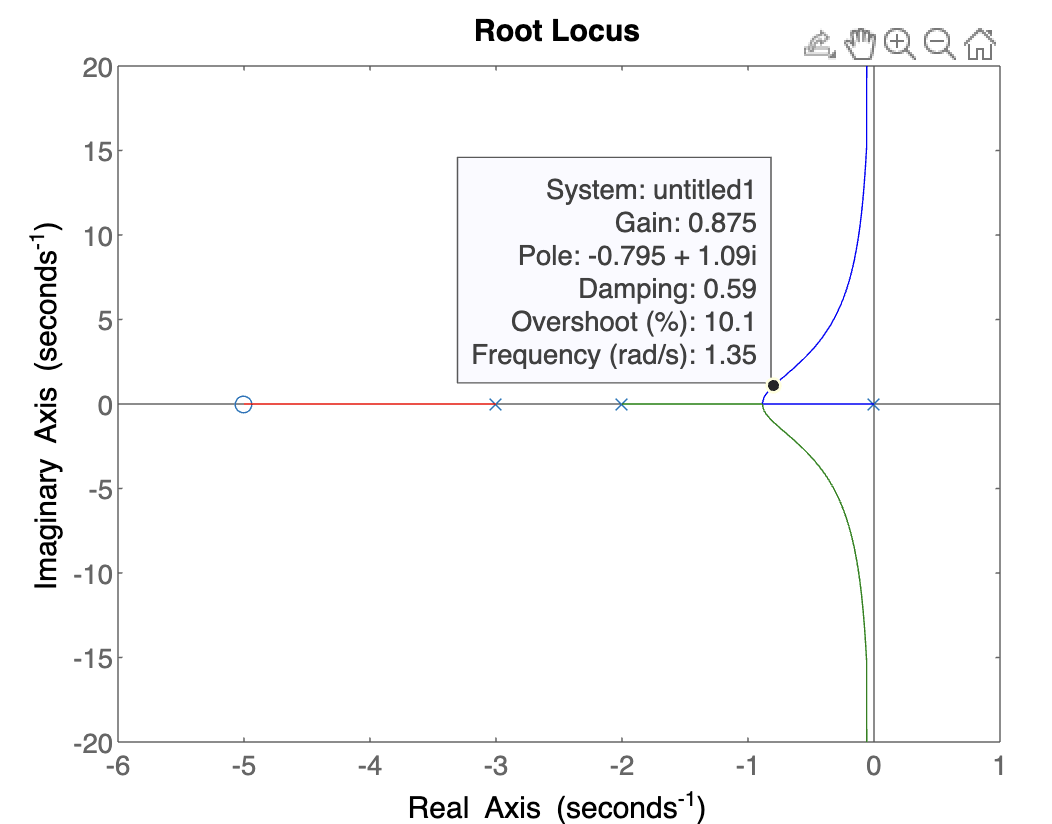 Root Locus
20
15
10
5
0
-5
-10
-15
-20
Imaginary Axis (seconds⁻¹)
System: untitled1
Gain: 0.875
Pole: -0.795 + 1.09i
Damping: 0.59
Overshoot (%): 10.1
Frequency (rad/s): 1.35
-6 -5 -4 -3 -2 -1 0 1
Real Axis (seconds⁻¹)